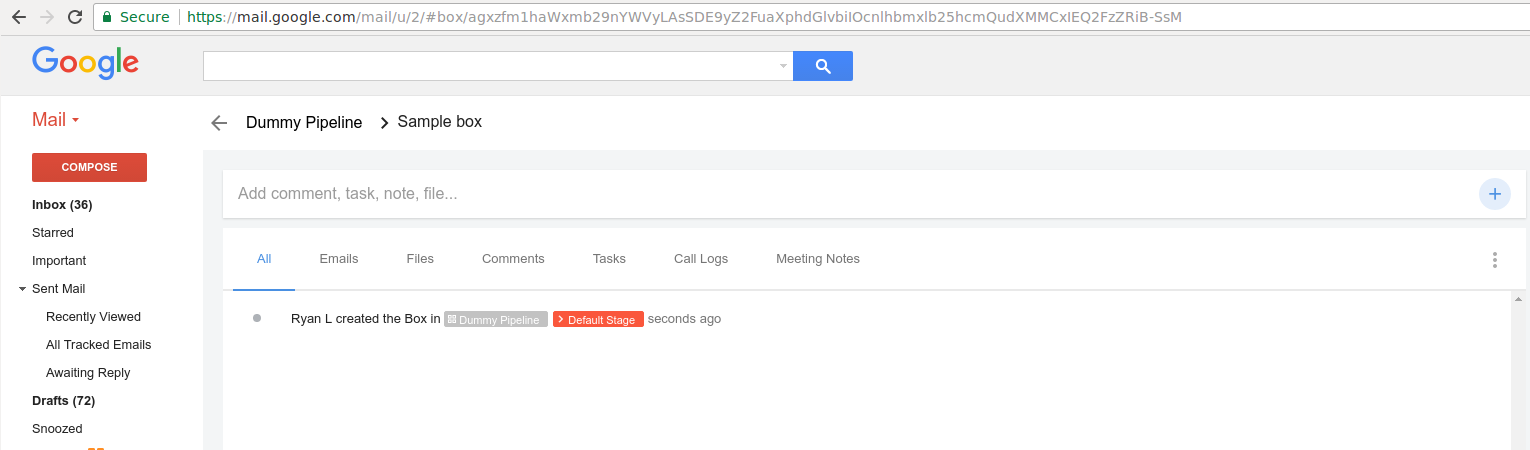 Secure https://mail.google.com/mail/u/2/#box/agxzfm1haWxmb29nYWVyLAsSDE9yZ2FuaXphdGlvbiIOcnlhbmxlb25hcmQudXMMCxIEQ2FzZRiB-SsM
Google
Mail
Dummy Pipeline Sample box
COMPOSE
Add comment, task, note, file... +
Inbox (36)
Starred
Important
Sent Mail
Recently Viewed
All Tracked Emails
Awaiting Reply
Drafts (72)
Snoozed
All Emails Files Comments Tasks Call Logs Meeting Notes
Ryan L created the Box in Dummy Pipeline Default Stage seconds ago